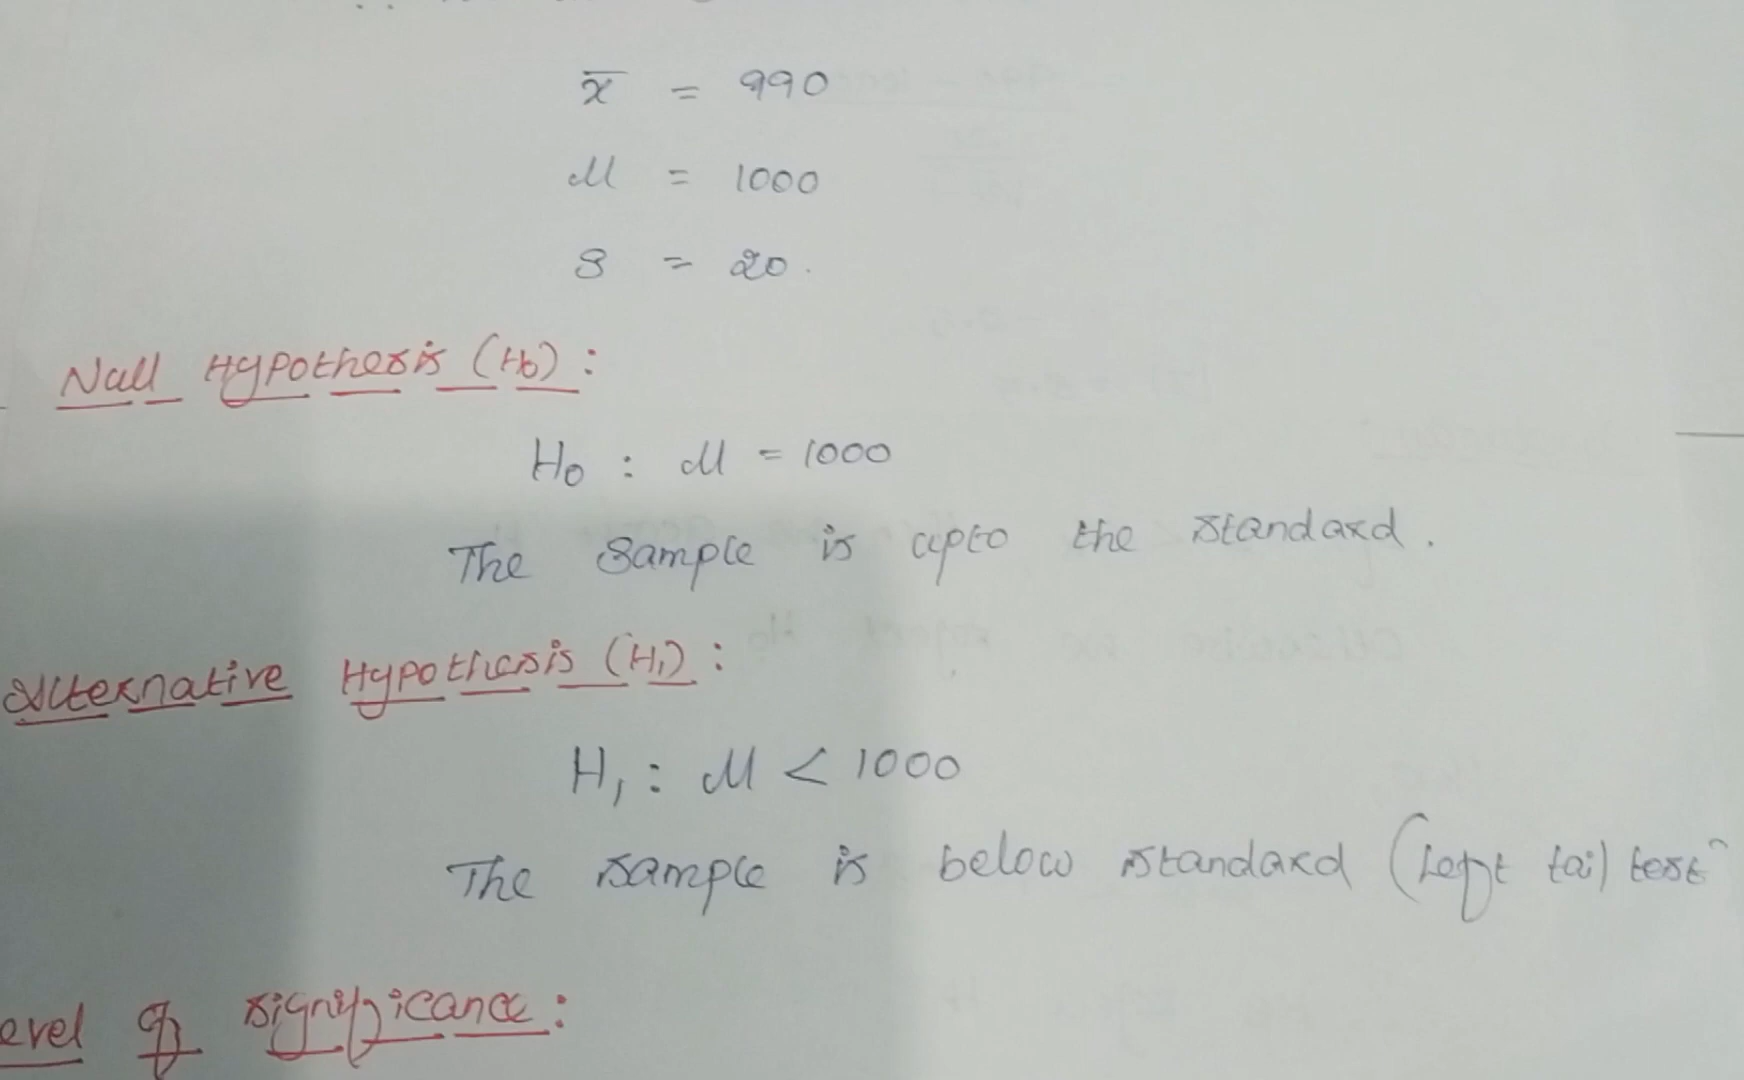 x̄ = 990
μ = 1000
S = 20.
Null Hypothesis (H0) :
H0 : μ = 1000
The Sample is upto the standard.
Alternative Hypothesis (H1) :
H1 : μ < 1000
The sample is below standard (Left tail test
evel of significance :